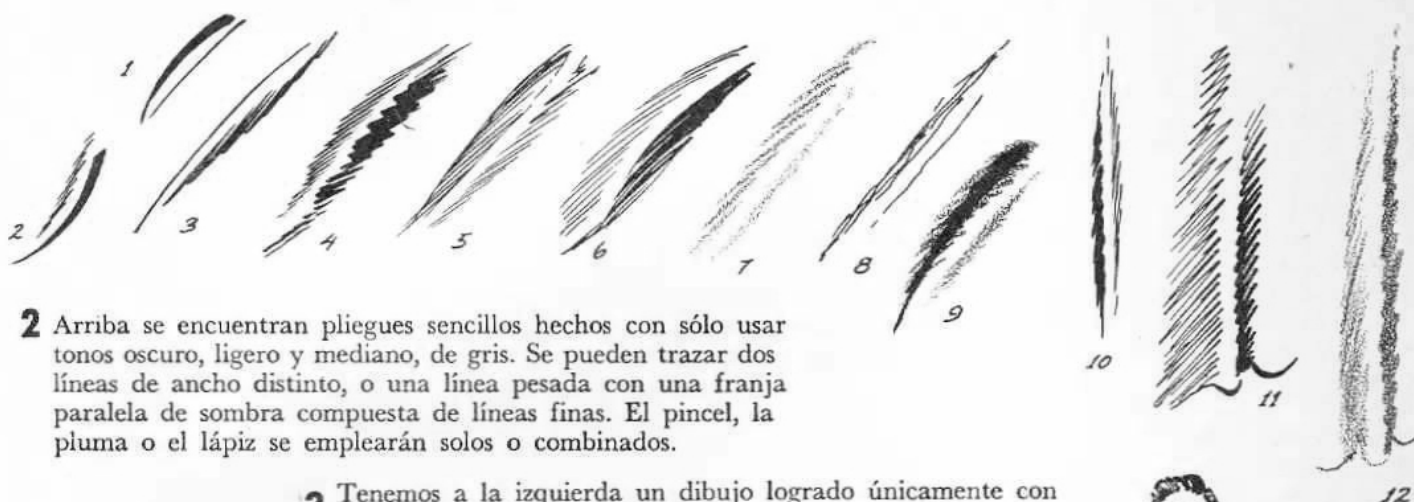 1
2
3
4
5
6
7
8
9
10
11
12
2 Arriba se encuentran pliegues sencillos hechos con sólo usar
tonos oscuro, ligero y mediano, de gris. Se pueden trazar dos
líneas de ancho distinto, o una línea pesada con una franja
paralela de sombra compuesta de líneas finas. El pincel, la
pluma o el lápiz se emplearán solos o combinados.
3 Tenemos a la izquierda un dibujo logrado únicamente con